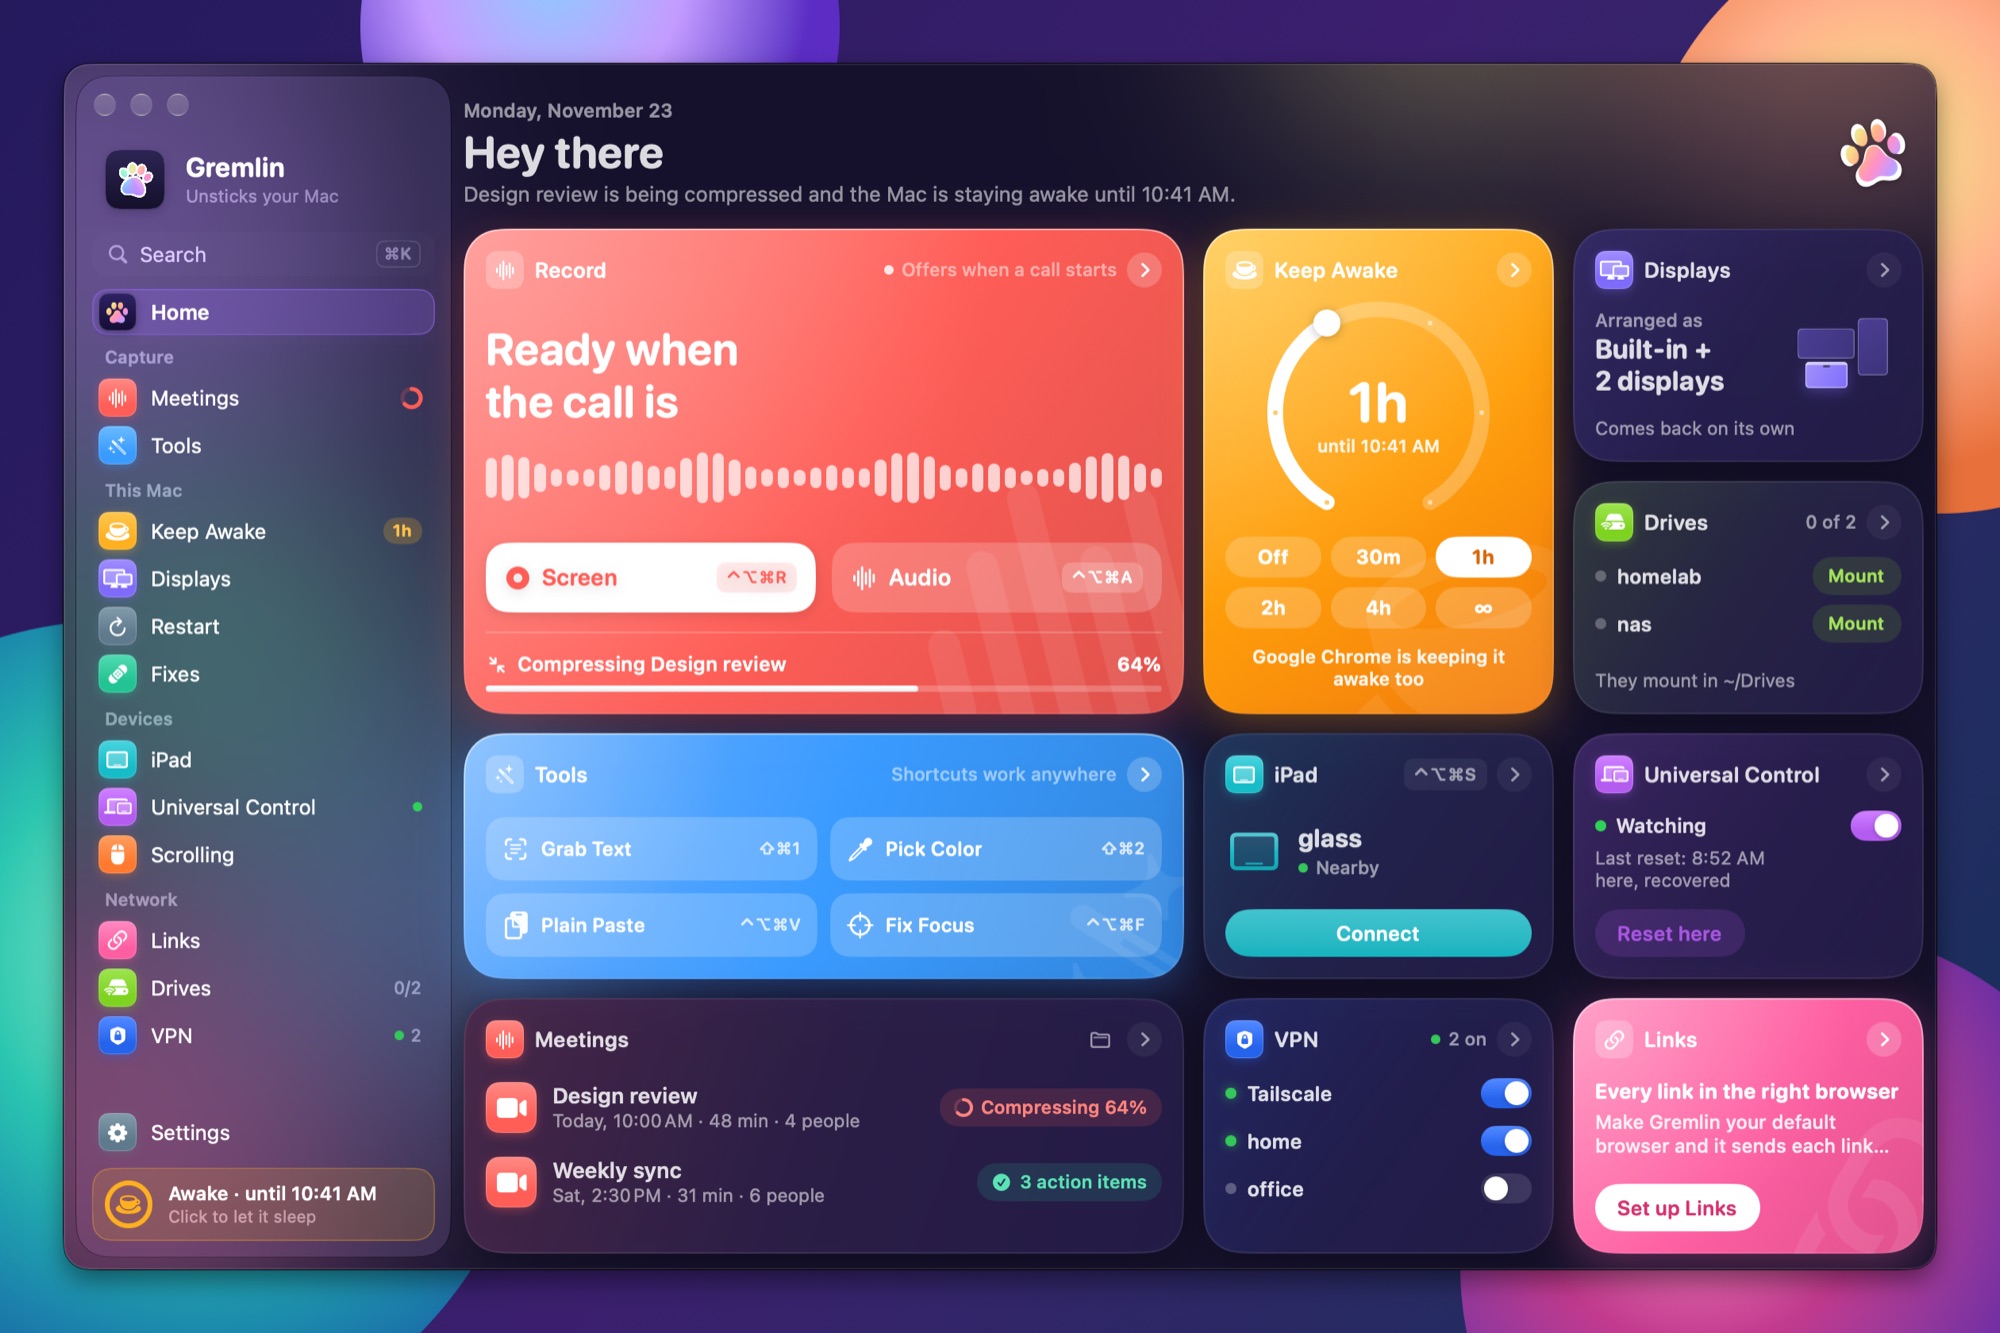 Gremlin
Unsticks your Mac
Search ⌘K
Home
Capture
Meetings
Tools
This Mac
Keep Awake 1h
Displays
Restart
Fixes
Devices
iPad
Universal Control
Scrolling
Network
Links
Drives 0/2
VPN 2
Settings
Awake · until 10:41 AM
Click to let it sleep
Monday, November 23
Hey there
Design review is being compressed and the Mac is staying awake until 10:41 AM.
Record Offers when a call starts
Ready when
the call is
Screen ⌃⌥⌘R
Audio ⌃⌥⌘A
Compressing Design review 64%
Keep Awake
1h
until 10:41 AM
Off 30m 1h
2h 4h ∞
Google Chrome is keeping it
awake too
Displays
Arranged as
Built-in +
2 displays
Comes back on its own
Drives 0 of 2
homelab Mount
nas Mount
They mount in ~/Drives
Tools Shortcuts work anywhere
Grab Text ⇧⌘1
Pick Color ⇧⌘2
Plain Paste ⌃⌥⌘V
Fix Focus ⌃⌥⌘F
iPad ⌃⌥⌘S
glass
Nearby
Connect
Universal Control
Watching
Last reset: 8:52 AM
here, recovered
Reset here
Meetings
Design review
Today, 10:00 AM · 48 min · 4 people
Compressing 64%
Weekly sync
Sat, 2:30 PM · 31 min · 6 people
3 action items
VPN 2 on
Tailscale
home
office
Links
Every link in the right browser
Make Gremlin your default
browser and it sends each link...
Set up Links